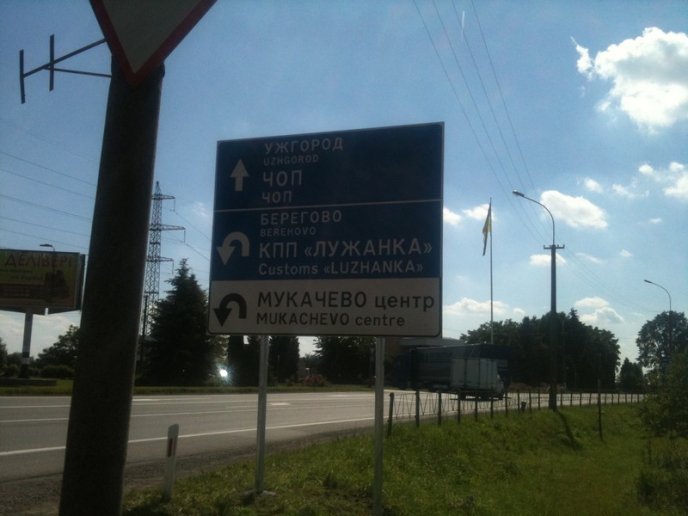 УЖГОРОД
UZHGOROD
ЧОП
ЧОП
БЕРЕГОВО
BEREHOVO
КПП «ЛУЖАНКА»
Customs «LUZHANKA»
МУКАЧЕВО центр
MUKACHEVO centre